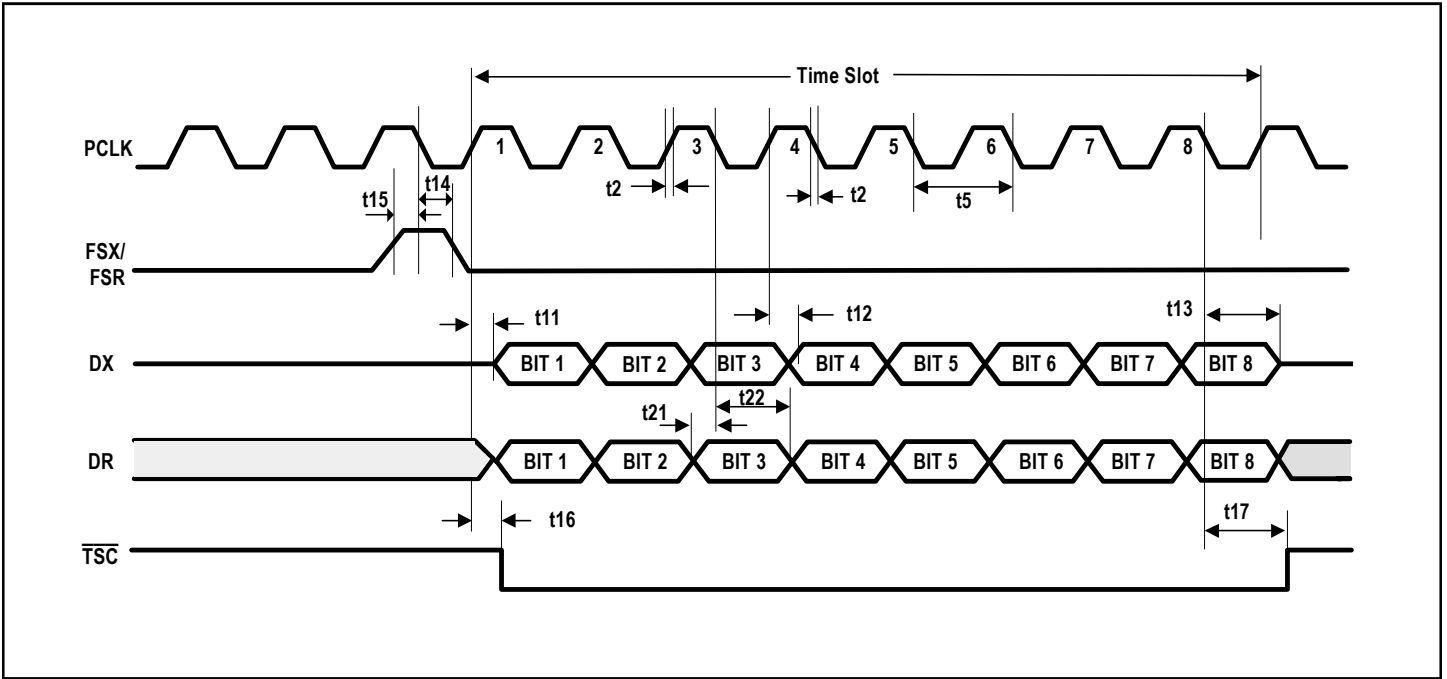 Time Slot
PCLK
1 2 3 4 5 6 7 8
t2 t2 t5
t15 t14
FSX/
FSR
t11 t12 t13
DX
BIT 1 BIT 2 BIT 3 BIT 4 BIT 5 BIT 6 BIT 7 BIT 8
t21 t22
DR
BIT 1 BIT 2 BIT 3 BIT 4 BIT 5 BIT 6 BIT 7 BIT 8
t16 t17
T̅S̅C̅